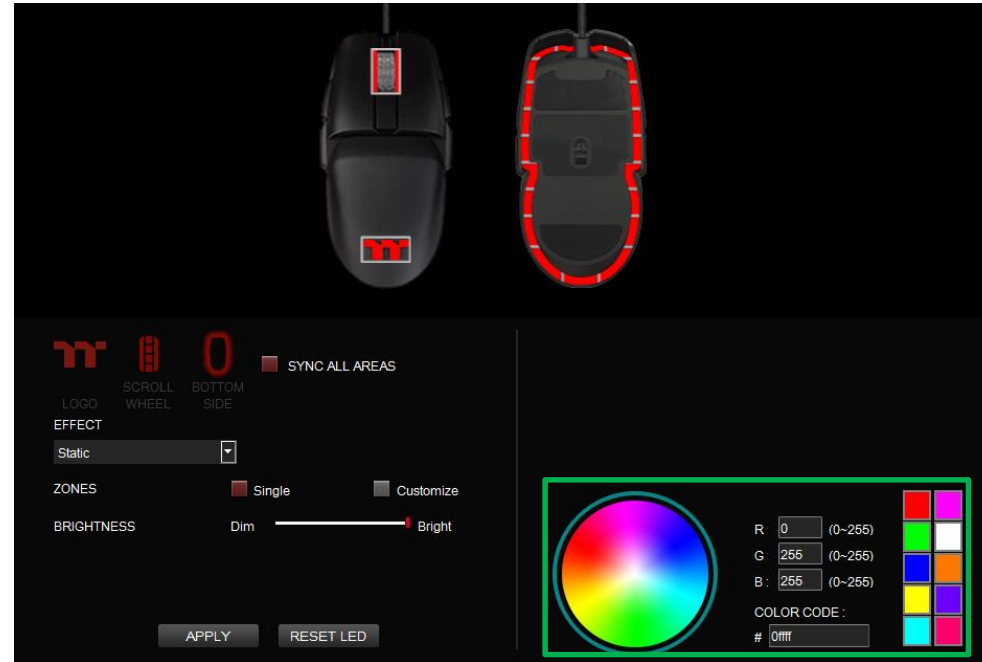 SYNC ALL AREAS
LOGO
SCROLL WHEEL
BOTTOM SIDE
EFFECT
Static
ZONES Single Customize
BRIGHTNESS Dim Bright
APPLY RESET LED
R 0 (0~255)
G 255 (0~255)
B : 255 (0~255)
COLOR CODE :
# 0ffff